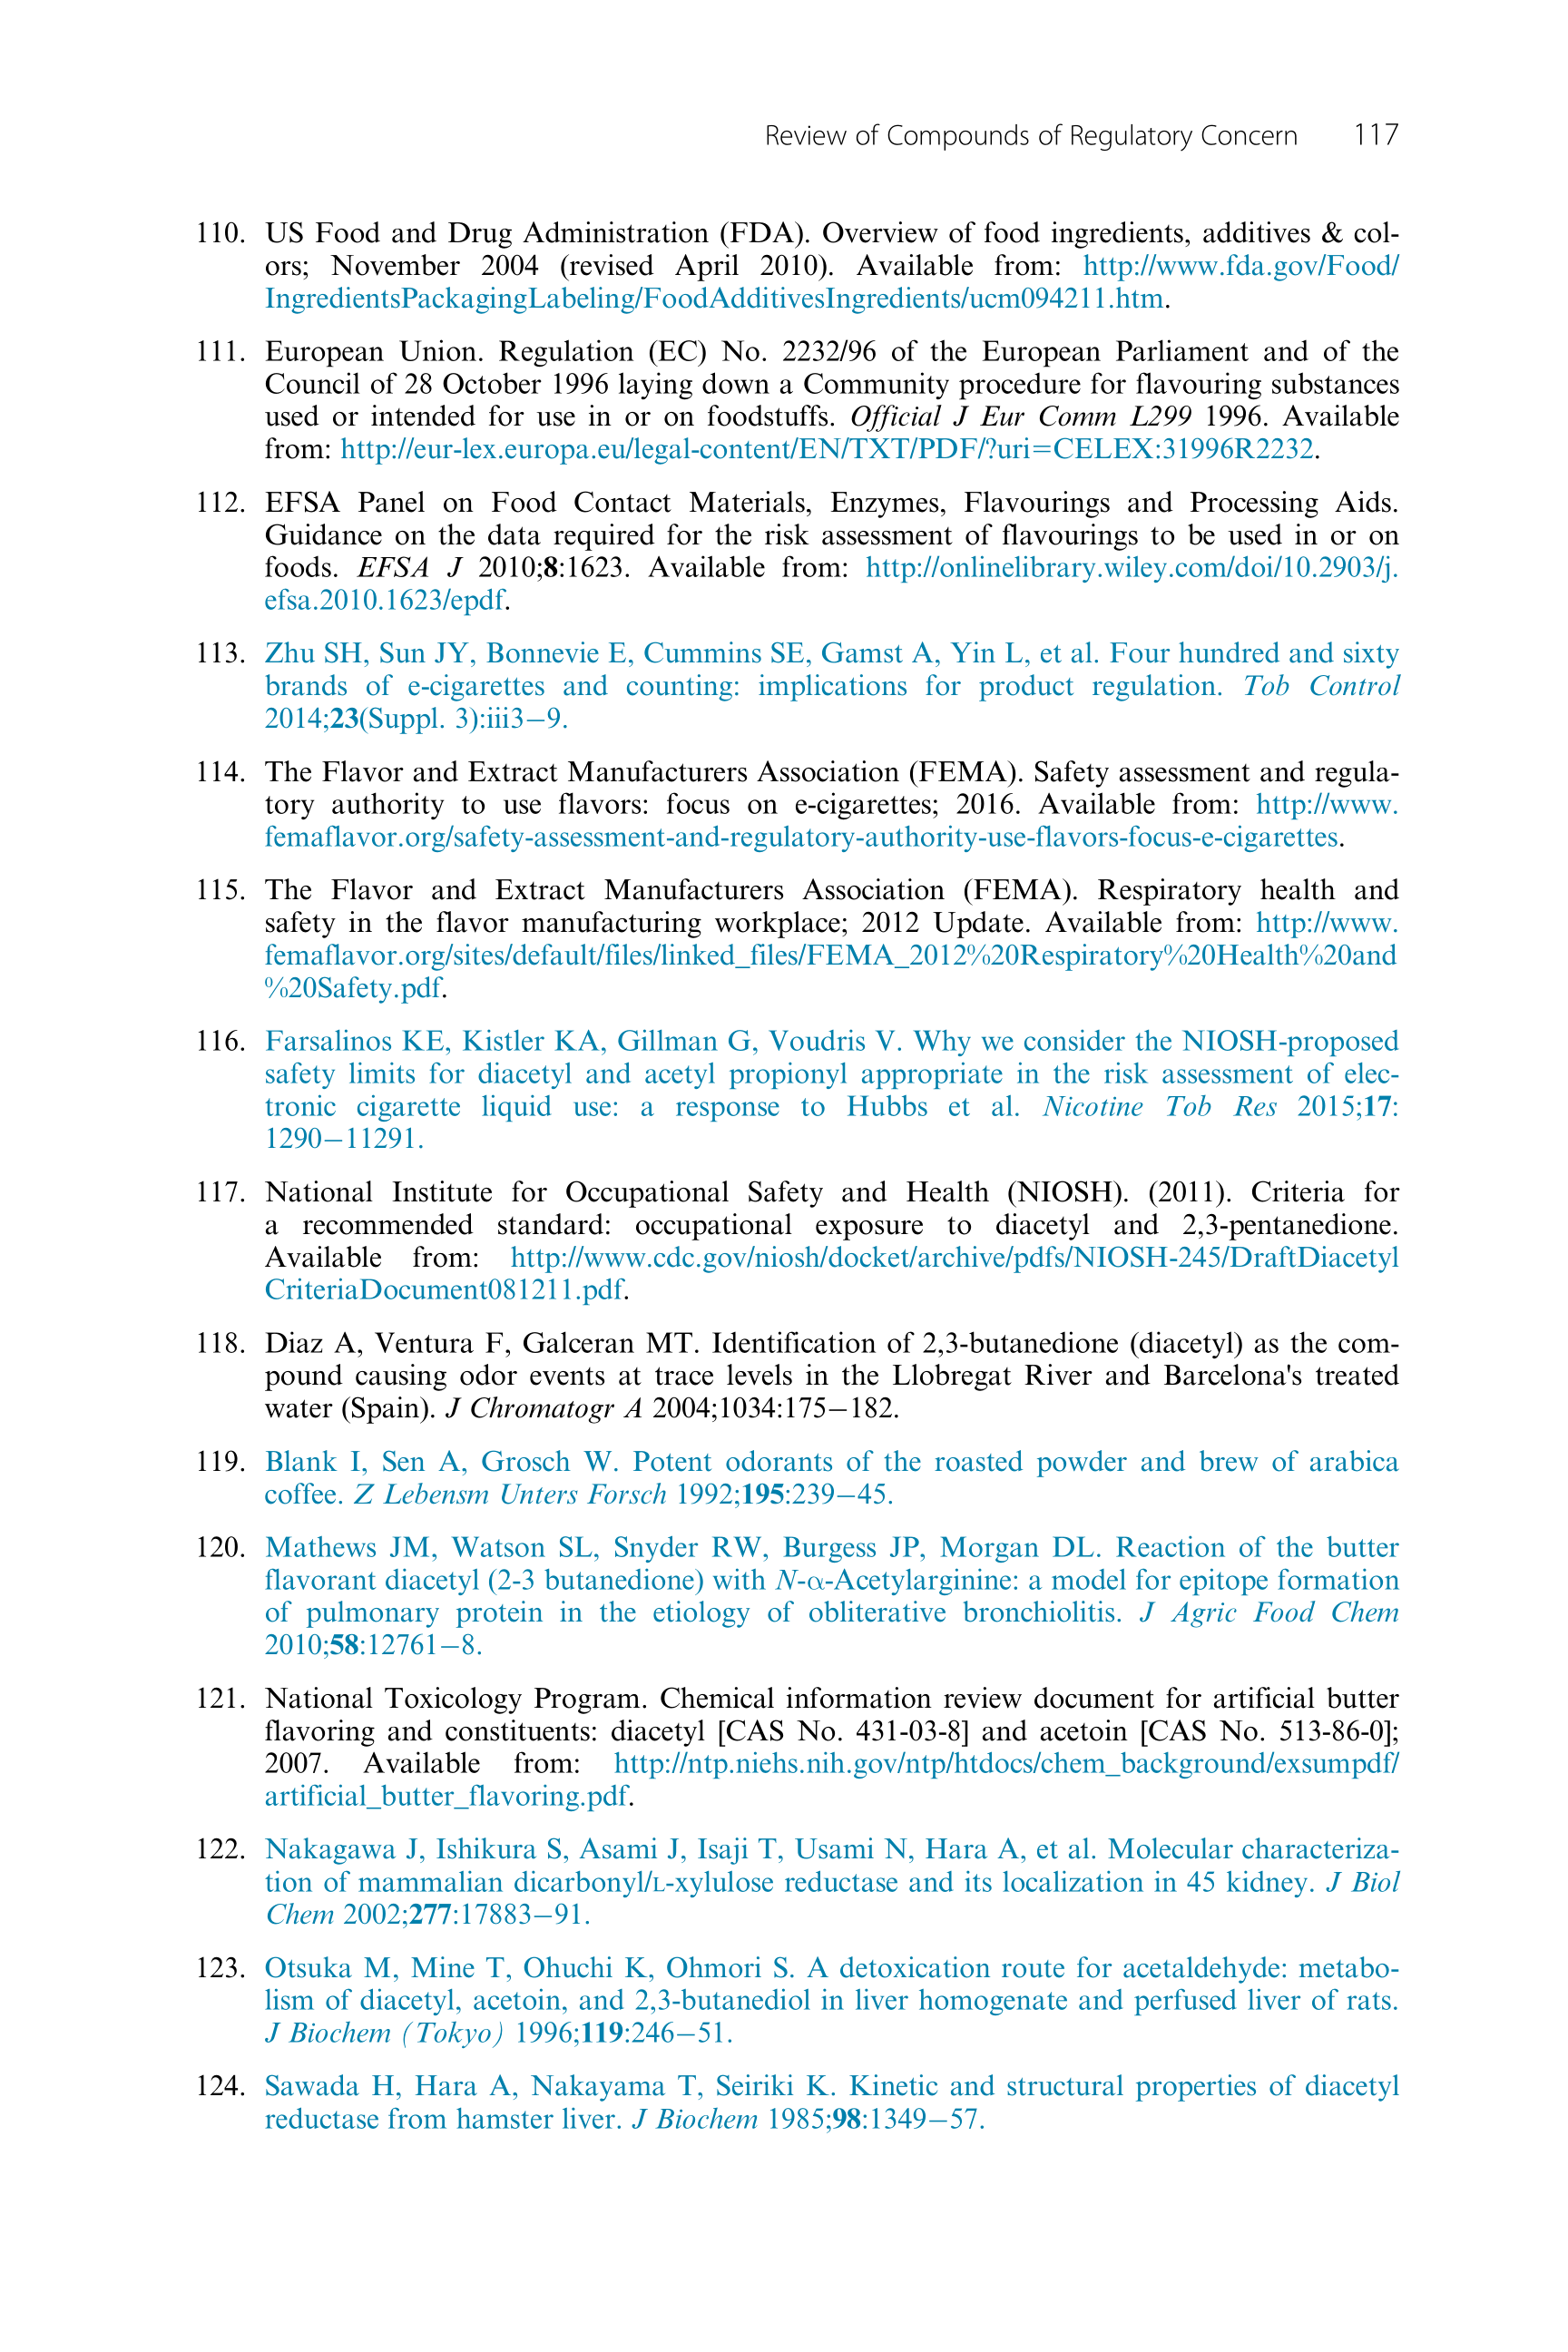 Review of Compounds of Regulatory Concern 117
110. US Food and Drug Administration (FDA). Overview of food ingredients, additives & col-
ors; November 2004 (revised April 2010). Available from: http://www.fda.gov/Food/
IngredientsPackagingLabeling/FoodAdditivesIngredients/ucm094211.htm.
111. European Union. Regulation (EC) No. 2232/96 of the European Parliament and of the
Council of 28 October 1996 laying down a Community procedure for flavouring substances
used or intended for use in or on foodstuffs. Official J Eur Comm L299 1996. Available
from: http://eur-lex.europa.eu/legal-content/EN/TXT/PDF/?uri=CELEX:31996R2232.
112. EFSA Panel on Food Contact Materials, Enzymes, Flavourings and Processing Aids.
Guidance on the data required for the risk assessment of flavourings to be used in or on
foods. EFSA J 2010;8:1623. Available from: http://onlinelibrary.wiley.com/doi/10.2903/j.
efsa.2010.1623/epdf.
113. Zhu SH, Sun JY, Bonnevie E, Cummins SE, Gamst A, Yin L, et al. Four hundred and sixty
brands of e-cigarettes and counting: implications for product regulation. Tob Control
2014;23(Suppl. 3):iii3–9.
114. The Flavor and Extract Manufacturers Association (FEMA). Safety assessment and regula-
tory authority to use flavors: focus on e-cigarettes; 2016. Available from: http://www.
femaflavor.org/safety-assessment-and-regulatory-authority-use-flavors-focus-e-cigarettes.
115. The Flavor and Extract Manufacturers Association (FEMA). Respiratory health and
safety in the flavor manufacturing workplace; 2012 Update. Available from: http://www.
femaflavor.org/sites/default/files/linked_files/FEMA_2012%20Respiratory%20Health%20and
%20Safety.pdf.
116. Farsalinos KE, Kistler KA, Gillman G, Voudris V. Why we consider the NIOSH-proposed
safety limits for diacetyl and acetyl propionyl appropriate in the risk assessment of elec-
tronic cigarette liquid use: a response to Hubbs et al. Nicotine Tob Res 2015;17:
1290–11291.
117. National Institute for Occupational Safety and Health (NIOSH). (2011). Criteria for
a recommended standard: occupational exposure to diacetyl and 2,3-pentanedione.
Available from: http://www.cdc.gov/niosh/docket/archive/pdfs/NIOSH-245/DraftDiacetyl
CriteriaDocument081211.pdf.
118. Diaz A, Ventura F, Galceran MT. Identification of 2,3-butanedione (diacetyl) as the com-
pound causing odor events at trace levels in the Llobregat River and Barcelona's treated
water (Spain). J Chromatogr A 2004;1034:175–182.
119. Blank I, Sen A, Grosch W. Potent odorants of the roasted powder and brew of arabica
coffee. Z Lebensm Unters Forsch 1992;195:239–45.
120. Mathews JM, Watson SL, Snyder RW, Burgess JP, Morgan DL. Reaction of the butter
flavorant diacetyl (2-3 butanedione) with N-α-Acetylarginine: a model for epitope formation
of pulmonary protein in the etiology of obliterative bronchiolitis. J Agric Food Chem
2010;58:12761–8.
121. National Toxicology Program. Chemical information review document for artificial butter
flavoring and constituents: diacetyl [CAS No. 431-03-8] and acetoin [CAS No. 513-86-0];
2007. Available from: http://ntp.niehs.nih.gov/ntp/htdocs/chem_background/exsumpdf/
artificial_butter_flavoring.pdf.
122. Nakagawa J, Ishikura S, Asami J, Isaji T, Usami N, Hara A, et al. Molecular characteriza-
tion of mammalian dicarbonyl/L-xylulose reductase and its localization in 45 kidney. J Biol
Chem 2002;277:17883–91.
123. Otsuka M, Mine T, Ohuchi K, Ohmori S. A detoxication route for acetaldehyde: metabo-
lism of diacetyl, acetoin, and 2,3-butanediol in liver homogenate and perfused liver of rats.
J Biochem (Tokyo) 1996;119:246–51.
124. Sawada H, Hara A, Nakayama T, Seiriki K. Kinetic and structural properties of diacetyl
reductase from hamster liver. J Biochem 1985;98:1349–57.